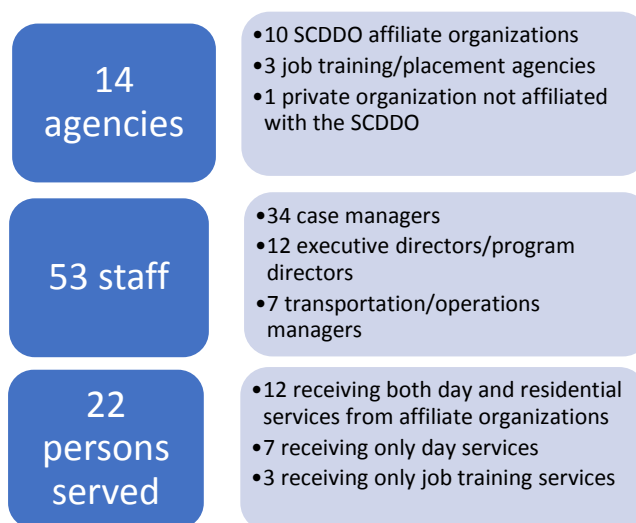 14
agencies
•10 SCDDO affiliate organizations
•3 job training/placement agencies
•1 private organization not affiliated
with the SCDDO
53 staff
•34 case managers
•12 executive directors/program
directors
•7 transportation/operations
managers
22
persons
served
•12 receiving both day and residential
services from affiliate organizations
•7 receiving only day services
•3 receiving only job training services